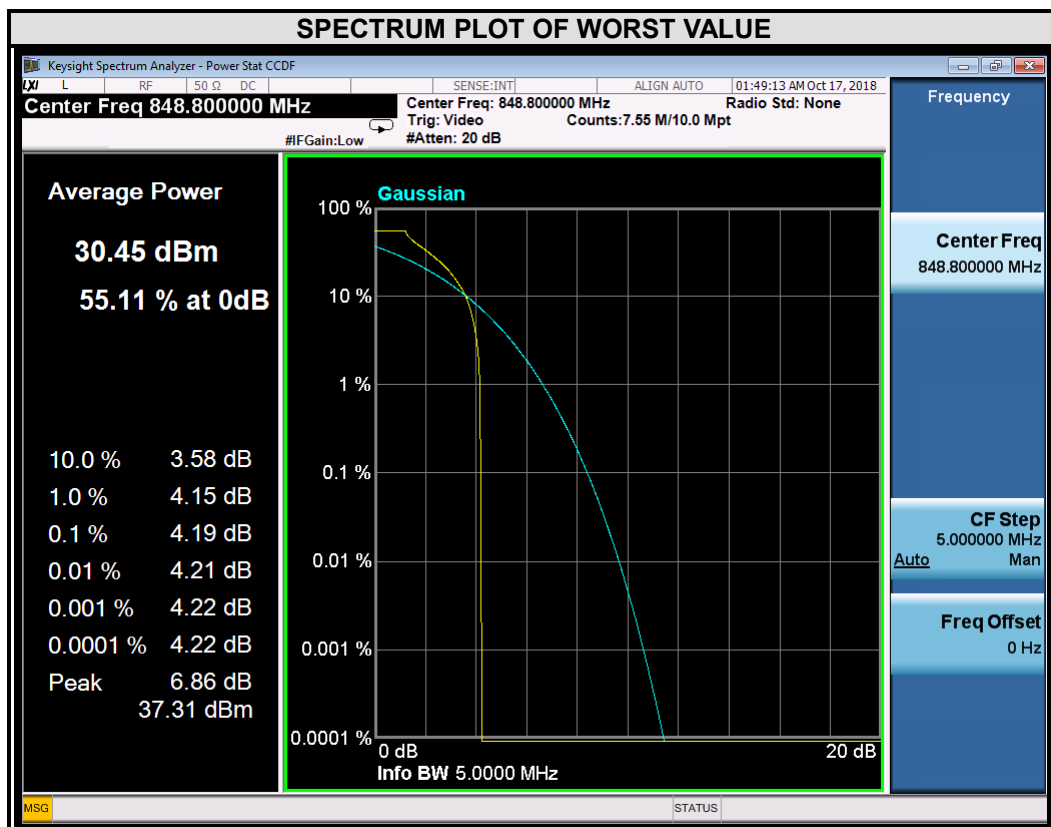 SPECTRUM PLOT OF WORST VALUE
Keysight Spectrum Analyzer - Power Stat CCDF
LXI L RF 50 Ω DC SENSE:INT ALIGN AUTO 01:49:13 AM Oct 17, 2018
Center Freq 848.800000 MHz
Center Freq: 848.800000 MHz Radio Std: None
Trig: Video Counts:7.55 M/10.0 Mpt
#IFGain:Low #Atten: 20 dB
Average Power
30.45 dBm
55.11 % at 0dB
10.0 % 3.58 dB
1.0 % 4.15 dB
0.1 % 4.19 dB
0.01 % 4.21 dB
0.001 % 4.22 dB
0.0001 % 4.22 dB
Peak 6.86 dB
37.31 dBm
Gaussian
100 %
10 %
1 %
0.1 %
0.01 %
0.001 %
0.0001 %
0 dB 20 dB
Info BW 5.0000 MHz
Frequency
Center Freq
848.800000 MHz
CF Step
5.000000 MHz
Auto Man
Freq Offset
0 Hz
MSG STATUS